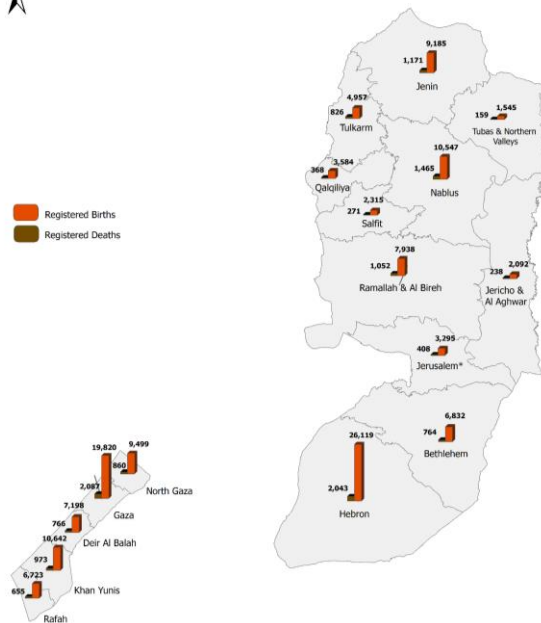 9,185
1,171
Jenin
4,957
826
Tulkarm
1,545
159
Tubas & Northern
Valleys
10,547
1,465
Nablus
3,584
368
Qalqiliya
2,315
271
Salfit
Registered Births
Registered Deaths
7,938
1,052
Ramallah & Al Bireh
2,092
238
Jericho &
Al Aghwar
3,295
408
Jerusalem*
6,832
764
Bethlehem
26,119
2,043
Hebron
19,820
2,087
Gaza
9,499
860
North Gaza
7,198
766
Deir Al Balah
10,642
973
Khan Yunis
6,723
655
Rafah